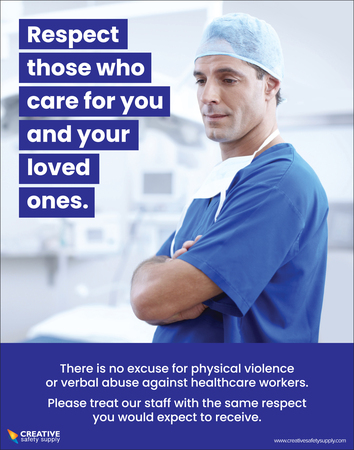 Respect
those who
care for you
and your
loved
ones.
There is no excuse for physical violence
or verbal abuse against healthcare workers.
Please treat our staff with the same respect
you would expect to receive.
CREATIVE
safety supply
www.creativesafetysupply.com